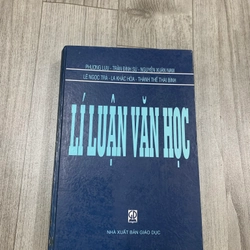 PHƯƠNG LỰU - TRẦN ĐÌNH SỬ - NGUYỄN XUÂN NAM
LÊ NGỌC TRÀ - LA KHẮC HÒA - THÀNH THẾ THÁI BÌNH
LÍ LUẬN VĂN HỌC
NHÀ XUẤT BẢN GIÁO DỤC